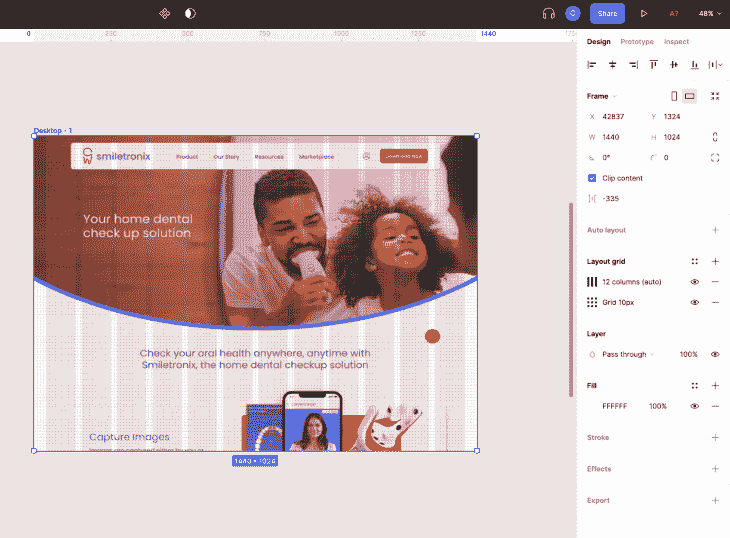 Share
A?
48%
0
250
500
750
1000
1250
1440
Desktop - 1
smiletronix
Product
Our Story
Resources
Marketplace
DOWNLOAD NOW
Your home dental
check up solution
Check your oral health anywhere, anytime with
Smiletronix, the home dental checkup solution
Capture Images
1440 × 1024
Design
Prototype
Inspect
Frame
X 42837
Y 1324
W 1440
H 1024
0°
0
Clip content
-335
Auto layout
Layout grid
12 columns (auto)
Grid 10px
Layer
Pass through
100%
Fill
FFFFFF
100%
Stroke
Effects
Export